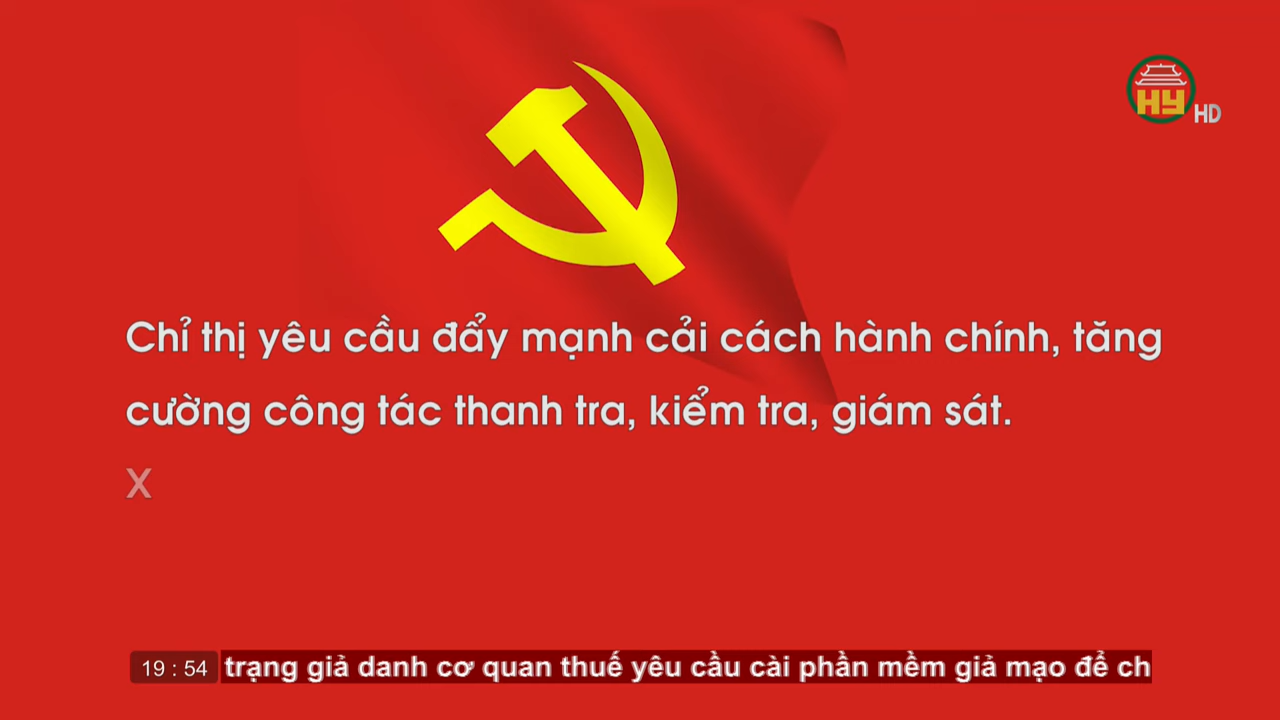 HY HD
Chỉ thị yêu cầu đẩy mạnh cải cách hành chính, tăng
cường công tác thanh tra, kiểm tra, giám sát.
X
19 : 54 trạng giả danh cơ quan thuế yêu cầu cài phần mềm giả mạo để ch